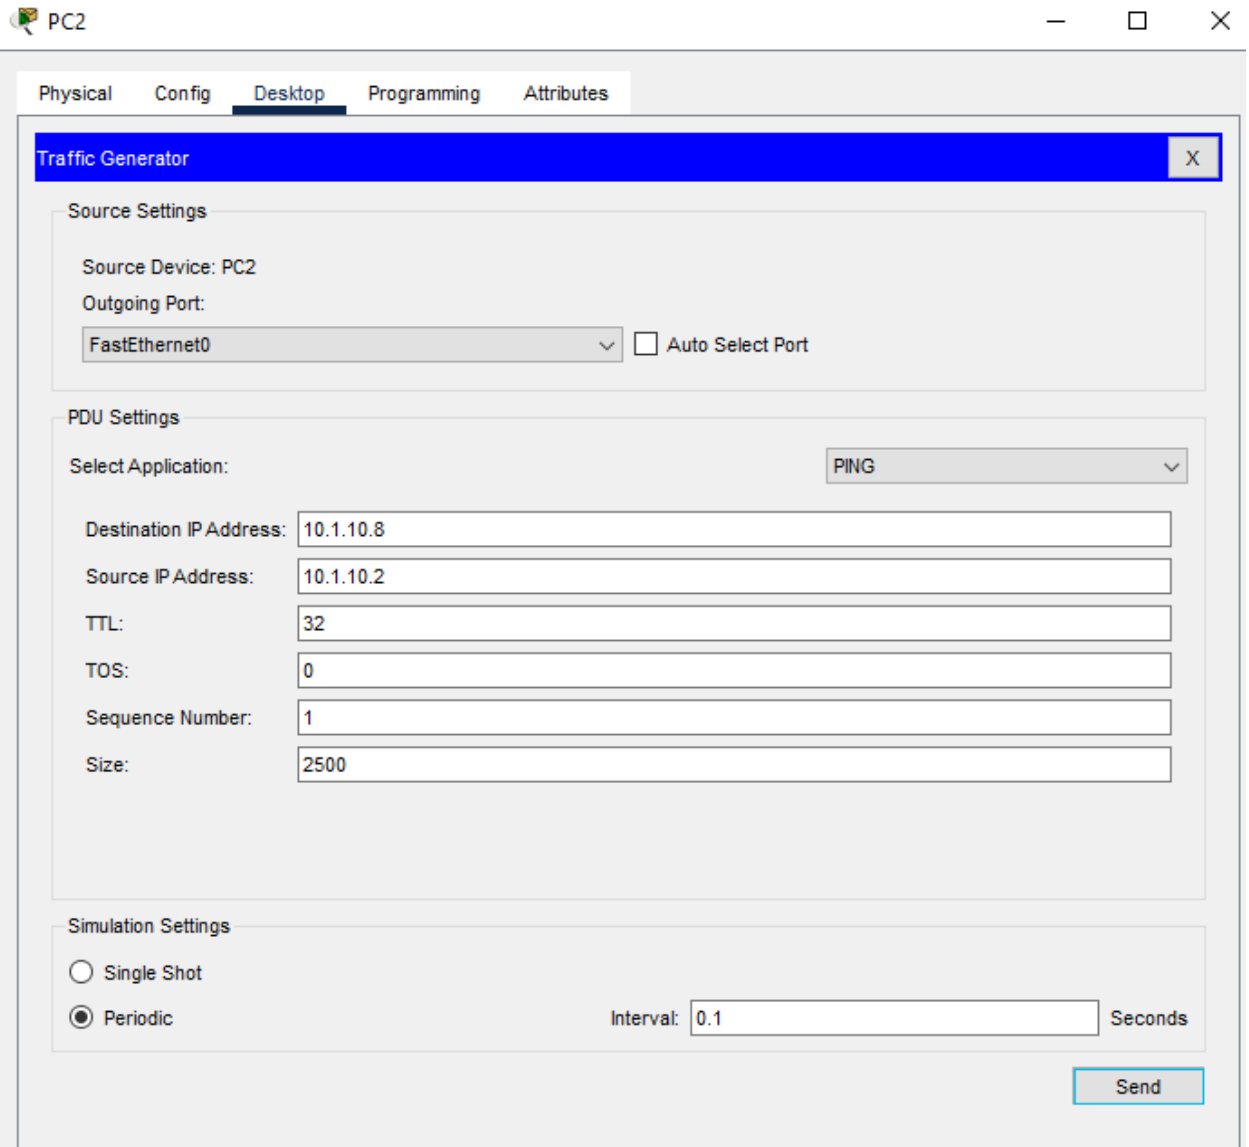 PC2
Physical Config Desktop Programming Attributes
Traffic Generator X
Source Settings
Source Device: PC2
Outgoing Port:
FastEthernet0 Auto Select Port
PDU Settings
Select Application: PING
Destination IP Address: 10.1.10.8
Source IP Address: 10.1.10.2
TTL: 32
TOS: 0
Sequence Number: 1
Size: 2500
Simulation Settings
Single Shot
Periodic Interval: 0.1 Seconds
Send